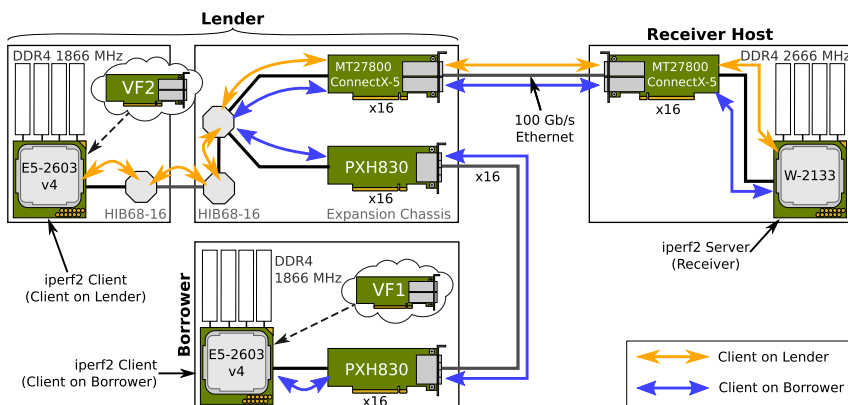 Lender
Receiver Host
DDR4 1866 MHz
VF2
MT27800
ConnectX-5
x16
MT27800
ConnectX-5
x16
DDR4 2666 MHz
100 Gb/s
Ethernet
E5-2603
v4
PXH830
x16
x16
W-2133
HIB68-16
HIB68-16
Expansion Chassis
iperf2 Client
(Client on Lender)
iperf2 Server
(Receiver)
Borrower
DDR4
1866 MHz
VF1
E5-2603
v4
iperf2 Client
(Client on Borrower)
PXH830
x16
Client on Lender
Client on Borrower